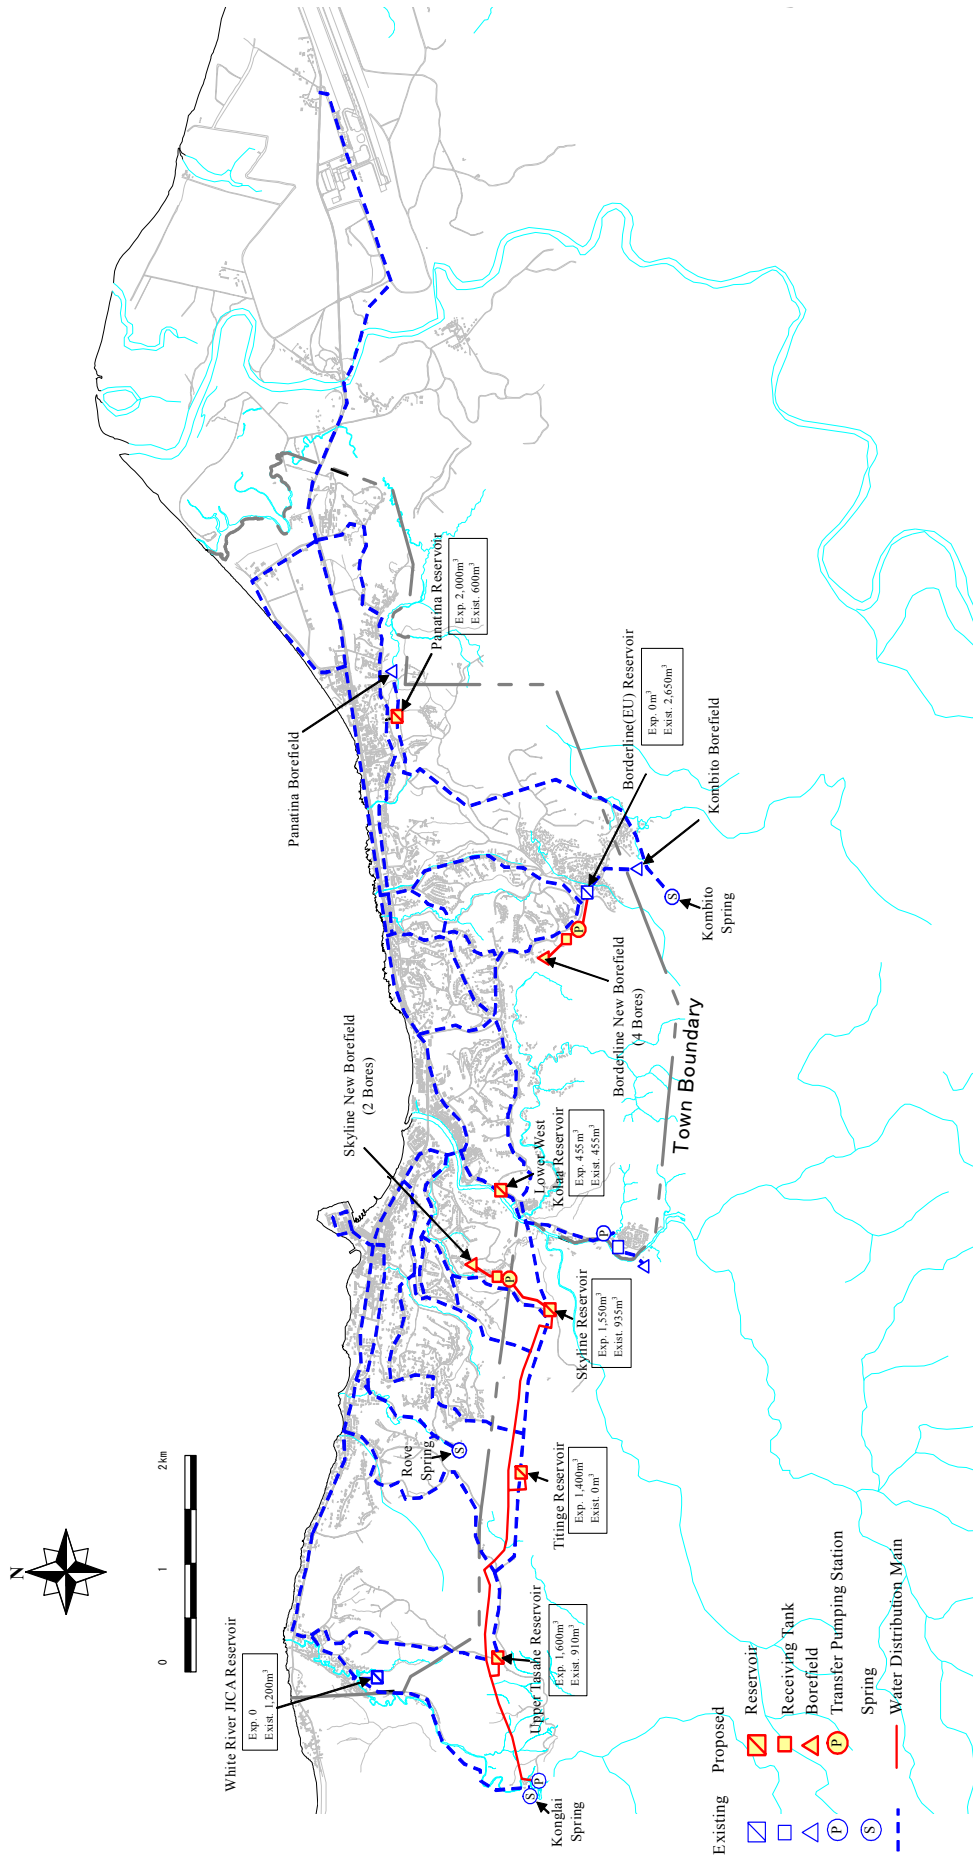 N
0 1 2km
White River JICA Reservoir
Exp. 0
Exist. 1,200m³
Konglai
Spring
S
P
Upper Tasahe Reservoir
Exp. 1,600m³
Exist. 910m³
Rove
Spring
S
Titinge Reservoir
Exp. 1,400m³
Exist. 0m³
Skyline Reservoir
Exp. 1,550m³
Exist. 935m³
Skyline New Borefield
(2 Bores)
P
P
Lower West
Kolaa Reservoir
Exp. 455m³
Exist. 455m³
Town Boundary
Borderline New Borefield
(4 Bores)
P
Kombito
Spring
S
Kombito Borefield
Borderline(EU) Reservoir
Exp. 0m³
Exist. 2,650m³
Panatina Borefield
Panatina Reservoir
Exp. 2,000m³
Exist. 600m³
Existing Proposed
Reservoir
Receiving Tank
Borefield
P P Transfer Pumping Station
S Spring
Water Distribution Main